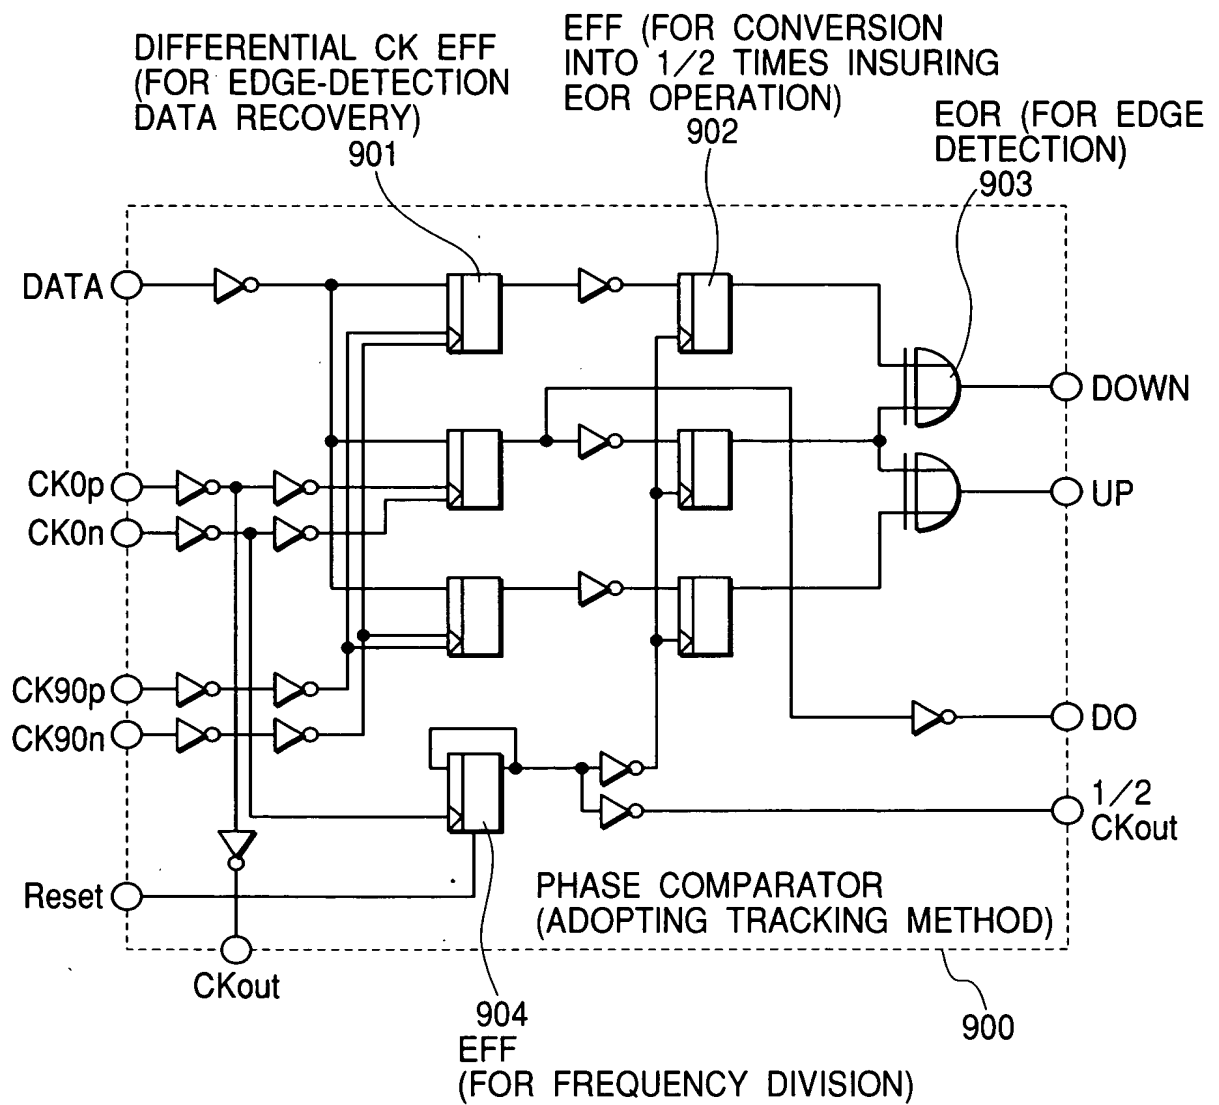 DIFFERENTIAL CK EFF
(FOR EDGE-DETECTION
DATA RECOVERY)
901
EFF (FOR CONVERSION
INTO 1/2 TIMES INSURING
EOR OPERATION)
902
EOR (FOR EDGE
DETECTION)
903
DATA
DOWN
CK0p
UP
CK0n
CK90p
DO
CK90n
1/2
CKout
Reset
PHASE COMPARATOR
(ADOPTING TRACKING METHOD)
CKout
904
900
EFF
(FOR FREQUENCY DIVISION)